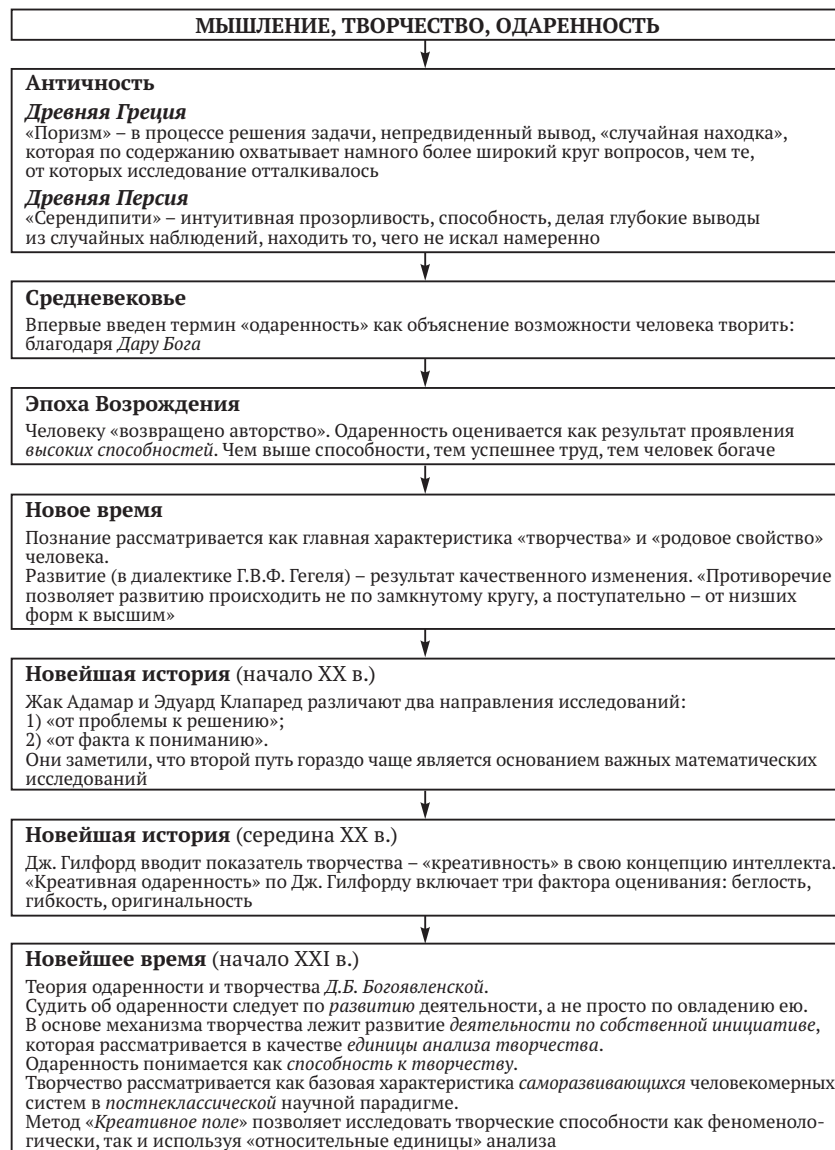 МЫШЛЕНИЕ, ТВОРЧЕСТВО, ОДАРЕННОСТЬ
Античность
Древняя Греция
«Поризм» – в процессе решения задачи, непредвиденный вывод, «случайная находка»,
которая по содержанию охватывает намного более широкий круг вопросов, чем те,
от которых исследование отталкивалось
Древняя Персия
«Серендипити» – интуитивная прозорливость, способность, делая глубокие выводы
из случайных наблюдений, находить то, чего не искал намеренно
Средневековье
Впервые введен термин «одаренность» как объяснение возможности человека творить:
благодаря Дару Бога
Эпоха Возрождения
Человеку «возвращено авторство». Одаренность оценивается как результат проявления
высоких способностей. Чем выше способности, тем успешнее труд, тем человек богаче
Новое время
Познание рассматривается как главная характеристика «творчества» и «родовое свойство»
человека.
Развитие (в диалектике Г.В.Ф. Гегеля) – результат качественного изменения. «Противоречие
позволяет развитию происходить не по замкнутому кругу, а поступательно – от низших
форм к высшим»
Новейшая история (начало XX в.)
Жак Адамар и Эдуард Клапаред различают два направления исследований:
1) «от проблемы к решению»;
2) «от факта к пониманию».
Они заметили, что второй путь гораздо чаще является основанием важных математических
исследований
Новейшая история (середина XX в.)
Дж. Гилфорд вводит показатель творчества – «креативность» в свою концепцию интеллекта.
«Креативная одаренность» по Дж. Гилфорду включает три фактора оценивания: беглость,
гибкость, оригинальность
Новейшее время (начало XXI в.)
Теория одаренности и творчества Д.Б. Богоявленской.
Судить об одаренности следует по развитию деятельности, а не просто по овладению ею.
В основе механизма творчества лежит развитие деятельности по собственной инициативе,
которая рассматривается в качестве единицы анализа творчества.
Одаренность понимается как способность к творчеству.
Творчество рассматривается как базовая характеристика саморазвивающихся человекомерных
систем в постнеклассической научной парадигме.
Метод «Креативное поле» позволяет исследовать творческие способности как феноменоло-
гически, так и используя «относительные единицы» анализа